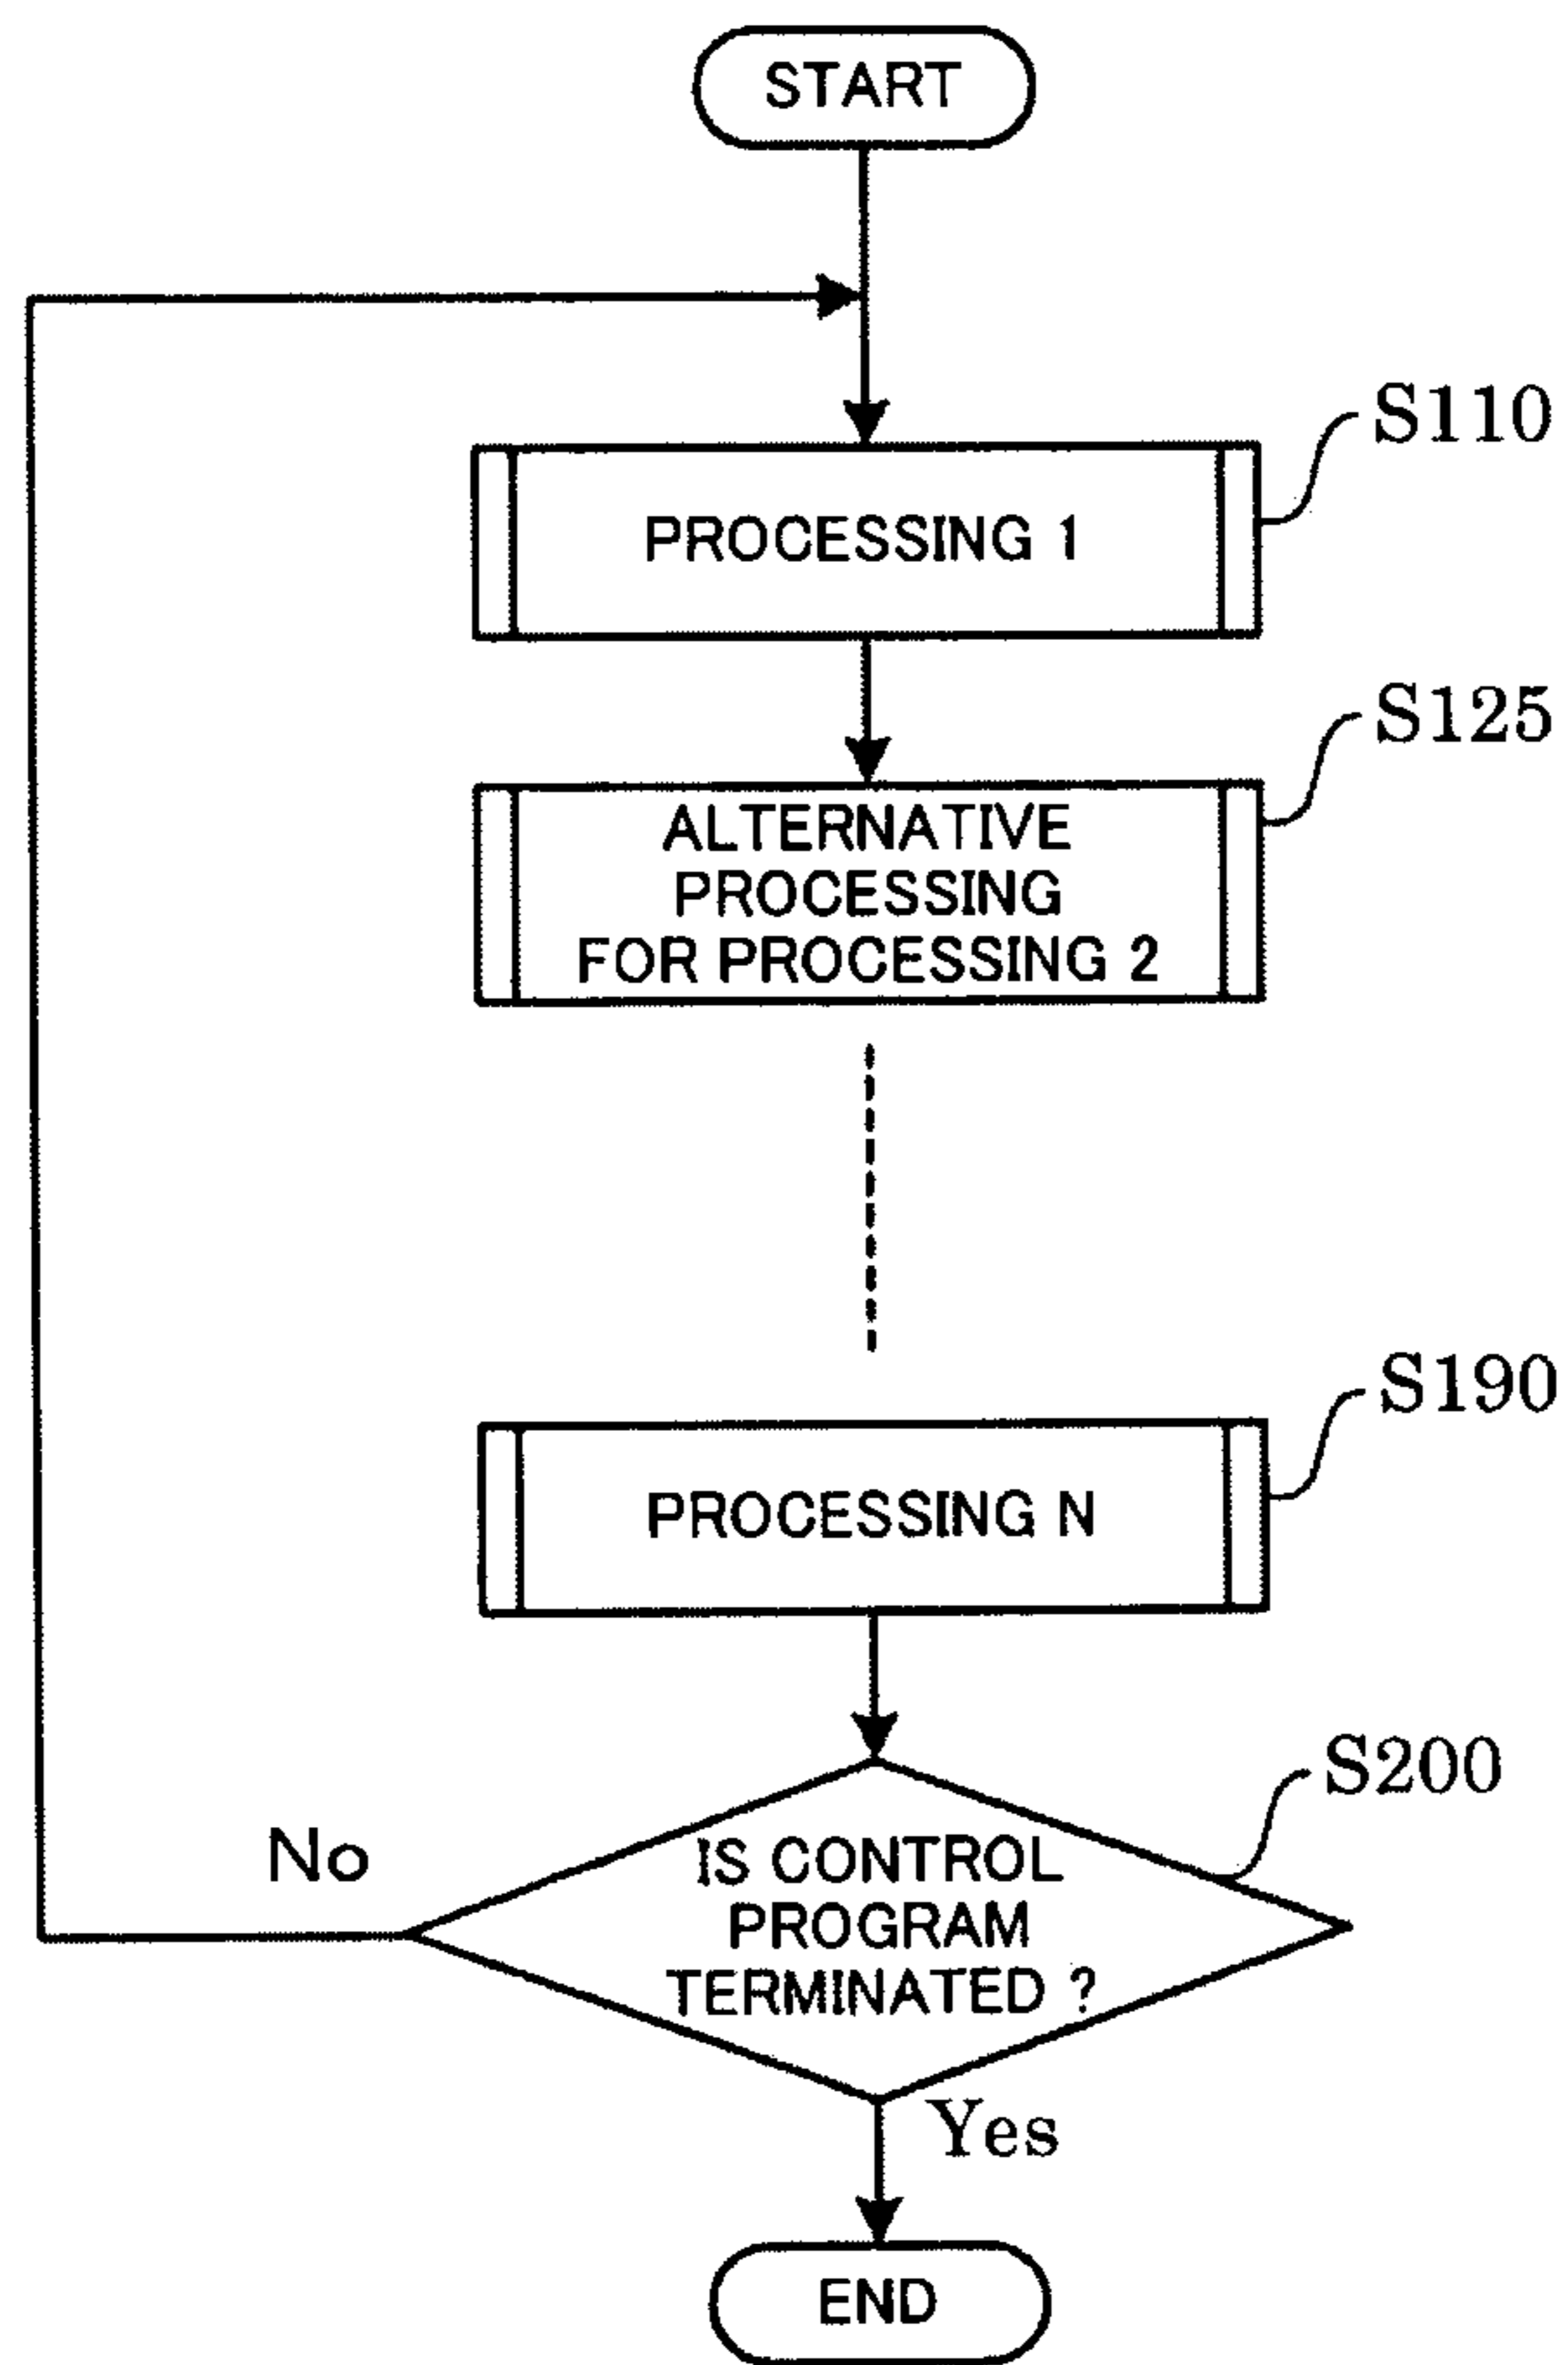 START
S110
PROCESSING 1
S125
ALTERNATIVE
PROCESSING
FOR PROCESSING 2
S190
PROCESSING N
S200
No
IS CONTROL
PROGRAM
TERMINATED ?
Yes
END